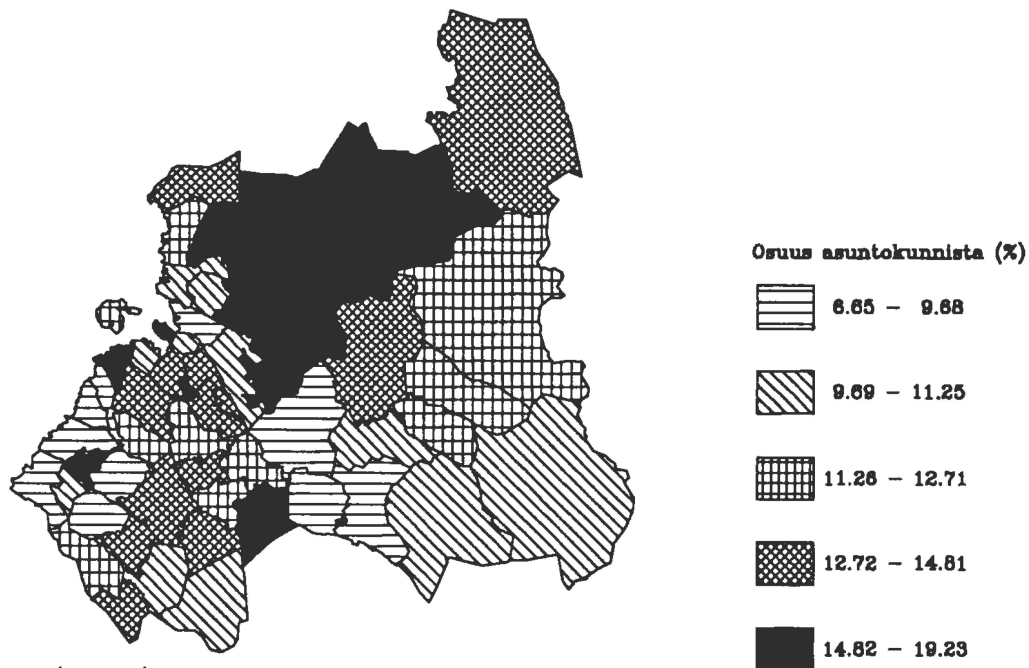 Osuus asuntokunnista (%)
6.65 – 9.68
9.69 – 11.25
11.26 – 12.71
12.72 – 14.81
14.82 – 19.23